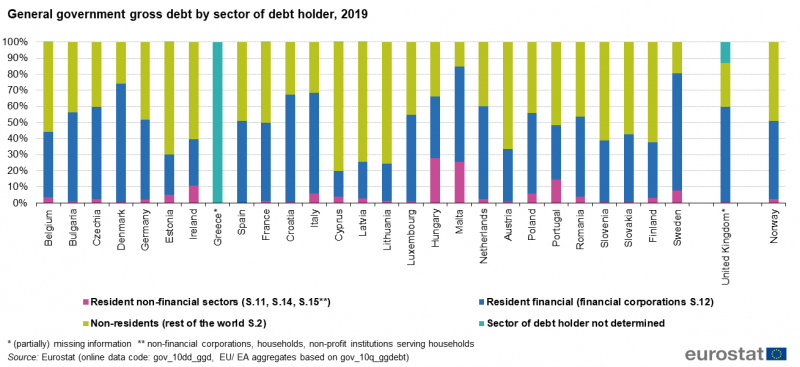 General government gross debt by sector of debt holder, 2019
100%
90%
80%
70%
60%
50%
40%
30%
20%
10%
0%
Belgium
Bulgaria
Czechia
Denmark
Germany
Estonia
Ireland
Greece*
Spain
France
Croatia
Italy
Cyprus
Latvia
Lithuania
Luxembourg
Hungary
Malta
Netherlands
Austria
Poland
Portugal
Romania
Slovenia
Slovakia
Finland
Sweden
United Kingdom*
Norway
Resident non-financial sectors (S.11, S.14, S.15**)
Resident financial (financial corporations S.12)
Non-residents (rest of the world S.2)
Sector of debt holder not determined
* (partially) missing information ** non-financial corporations, households, non-profit institutions serving households
Source: Eurostat (online data code: gov_10dd_ggd, EU/ EA aggregates based on gov_10q_ggdebt)
eurostat